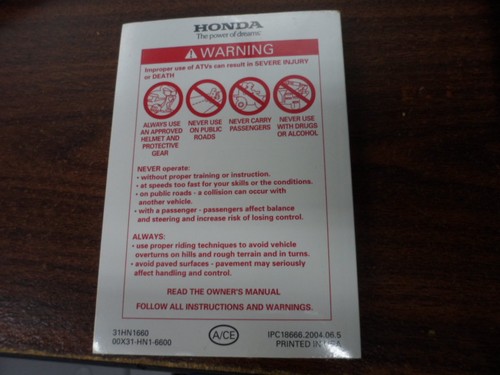 HONDA
The power of dreams
WARNING
Improper use of ATVs can result in SEVERE INJURY
or DEATH
ALWAYS USE
AN APPROVED
HELMET AND
PROTECTIVE
GEAR
NEVER USE
ON PUBLIC
ROADS
NEVER CARRY
PASSENGERS
NEVER USE
WITH DRUGS
OR ALCOHOL
NEVER operate:
• without proper training or instruction.
• at speeds too fast for your skills or the conditions.
• on public roads - a collision can occur with
another vehicle.
• with a passenger - passengers affect balance
and steering and increase risk of losing control.
ALWAYS:
• use proper riding techniques to avoid vehicle
overturns on hills and rough terrain and in turns.
• avoid paved surfaces - pavement may seriously
affect handling and control.
READ THE OWNER'S MANUAL
FOLLOW ALL INSTRUCTIONS AND WARNINGS.
31HN1660
00X31-HN1-6600
A/CE
IPC18666.2004.06.5
PRINTED IN USA